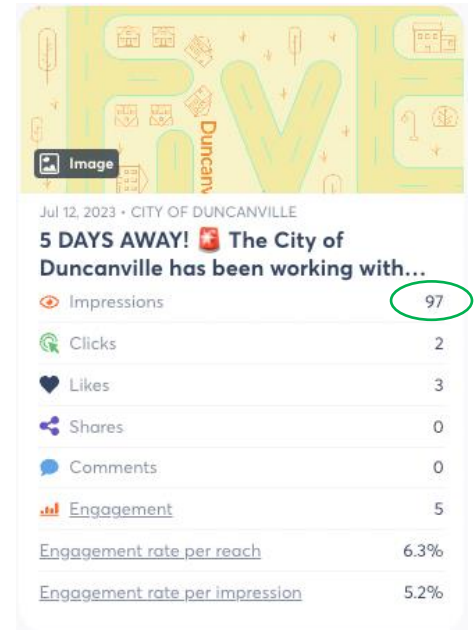 Duncanv
Image
Jul 12, 2023 • CITY OF DUNCANVILLE
5 DAYS AWAY! 🚨 The City of
Duncanville has been working with...
Impressions 97
Clicks 2
Likes 3
Shares 0
Comments 0
Engagement 5
Engagement rate per reach 6.3%
Engagement rate per impression 5.2%